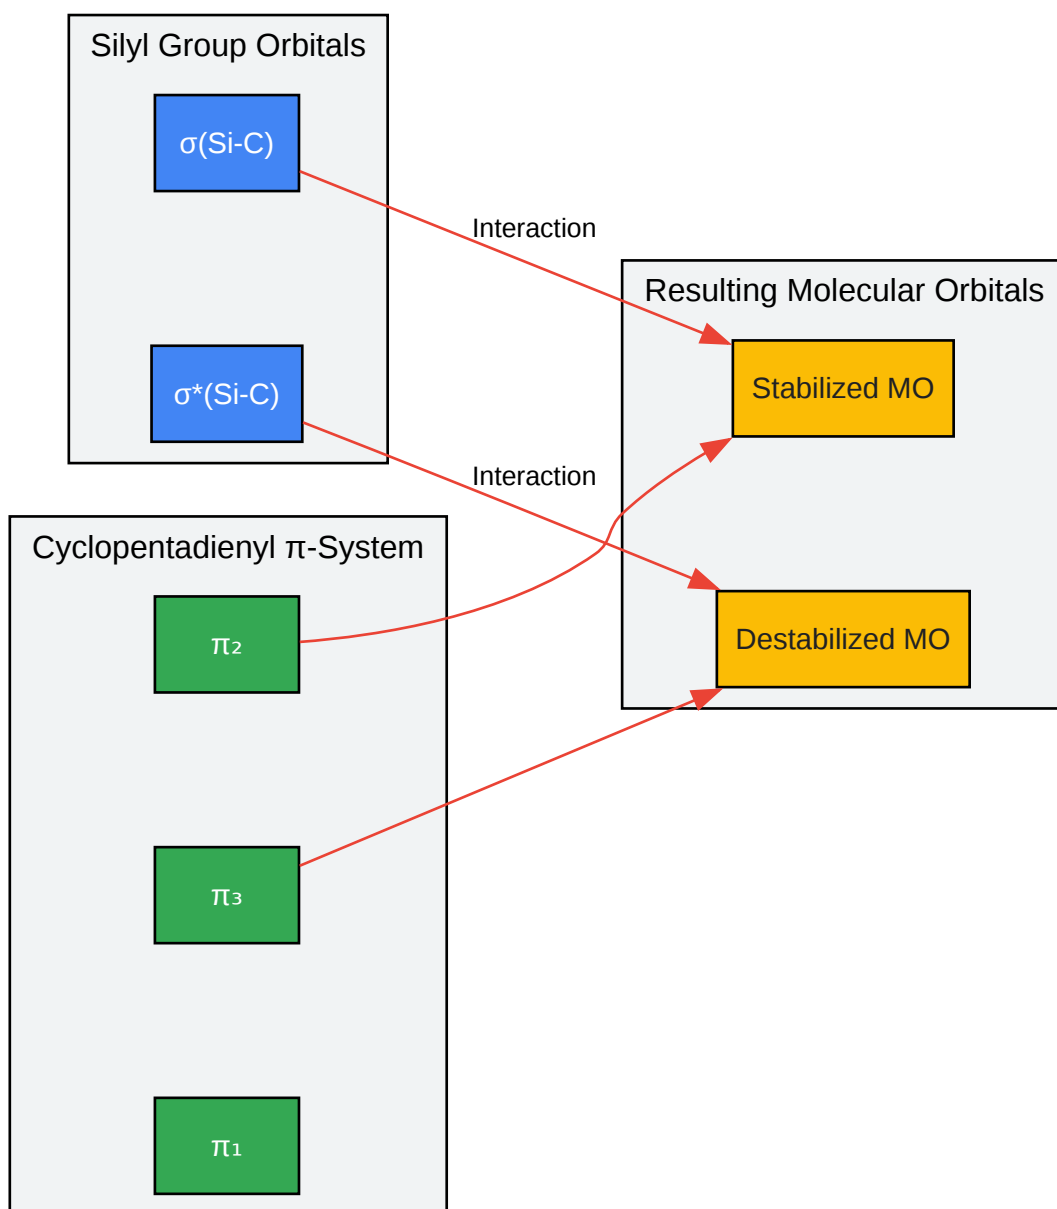 Silyl Group Orbitals
σ(Si-C)
Interaction
σ*(Si-C)
Interaction
Resulting Molecular Orbitals
Stabilized MO
Destabilized MO
Cyclopentadienyl π-System
π₂
π₃
π₁